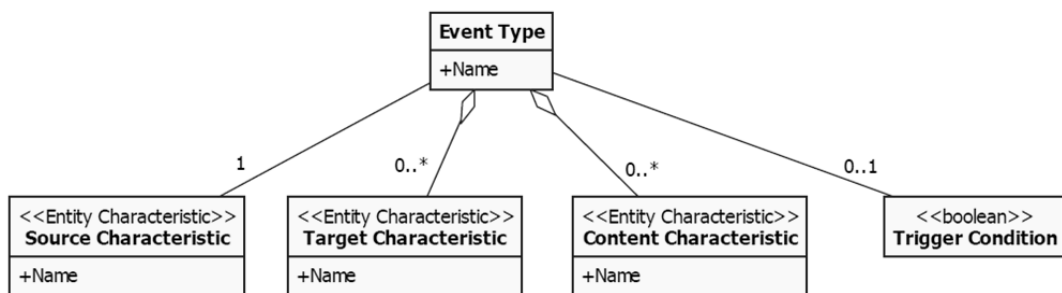 Event Type
+Name
1
0..*
0..*
0..1
<<Entity Characteristic>>
Source Characteristic
+Name
<<Entity Characteristic>>
Target Characteristic
+Name
<<Entity Characteristic>>
Content Characteristic
+Name
<<boolean>>
Trigger Condition